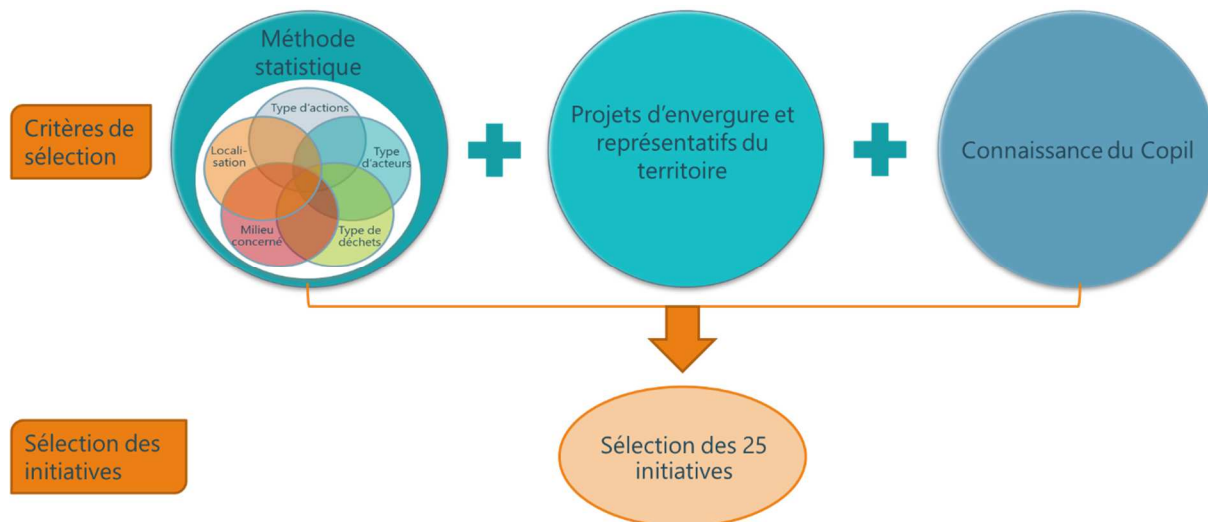 Méthode
statistique
Type d'actions
Locali-
sation
Type
d'acteurs
Milieu
concerné
Type de
déchets
Critères de
sélection
Projets d'envergure et
représentatifs du
territoire
Connaissance du Copil
Sélection des
initiatives
Sélection des 25
initiatives